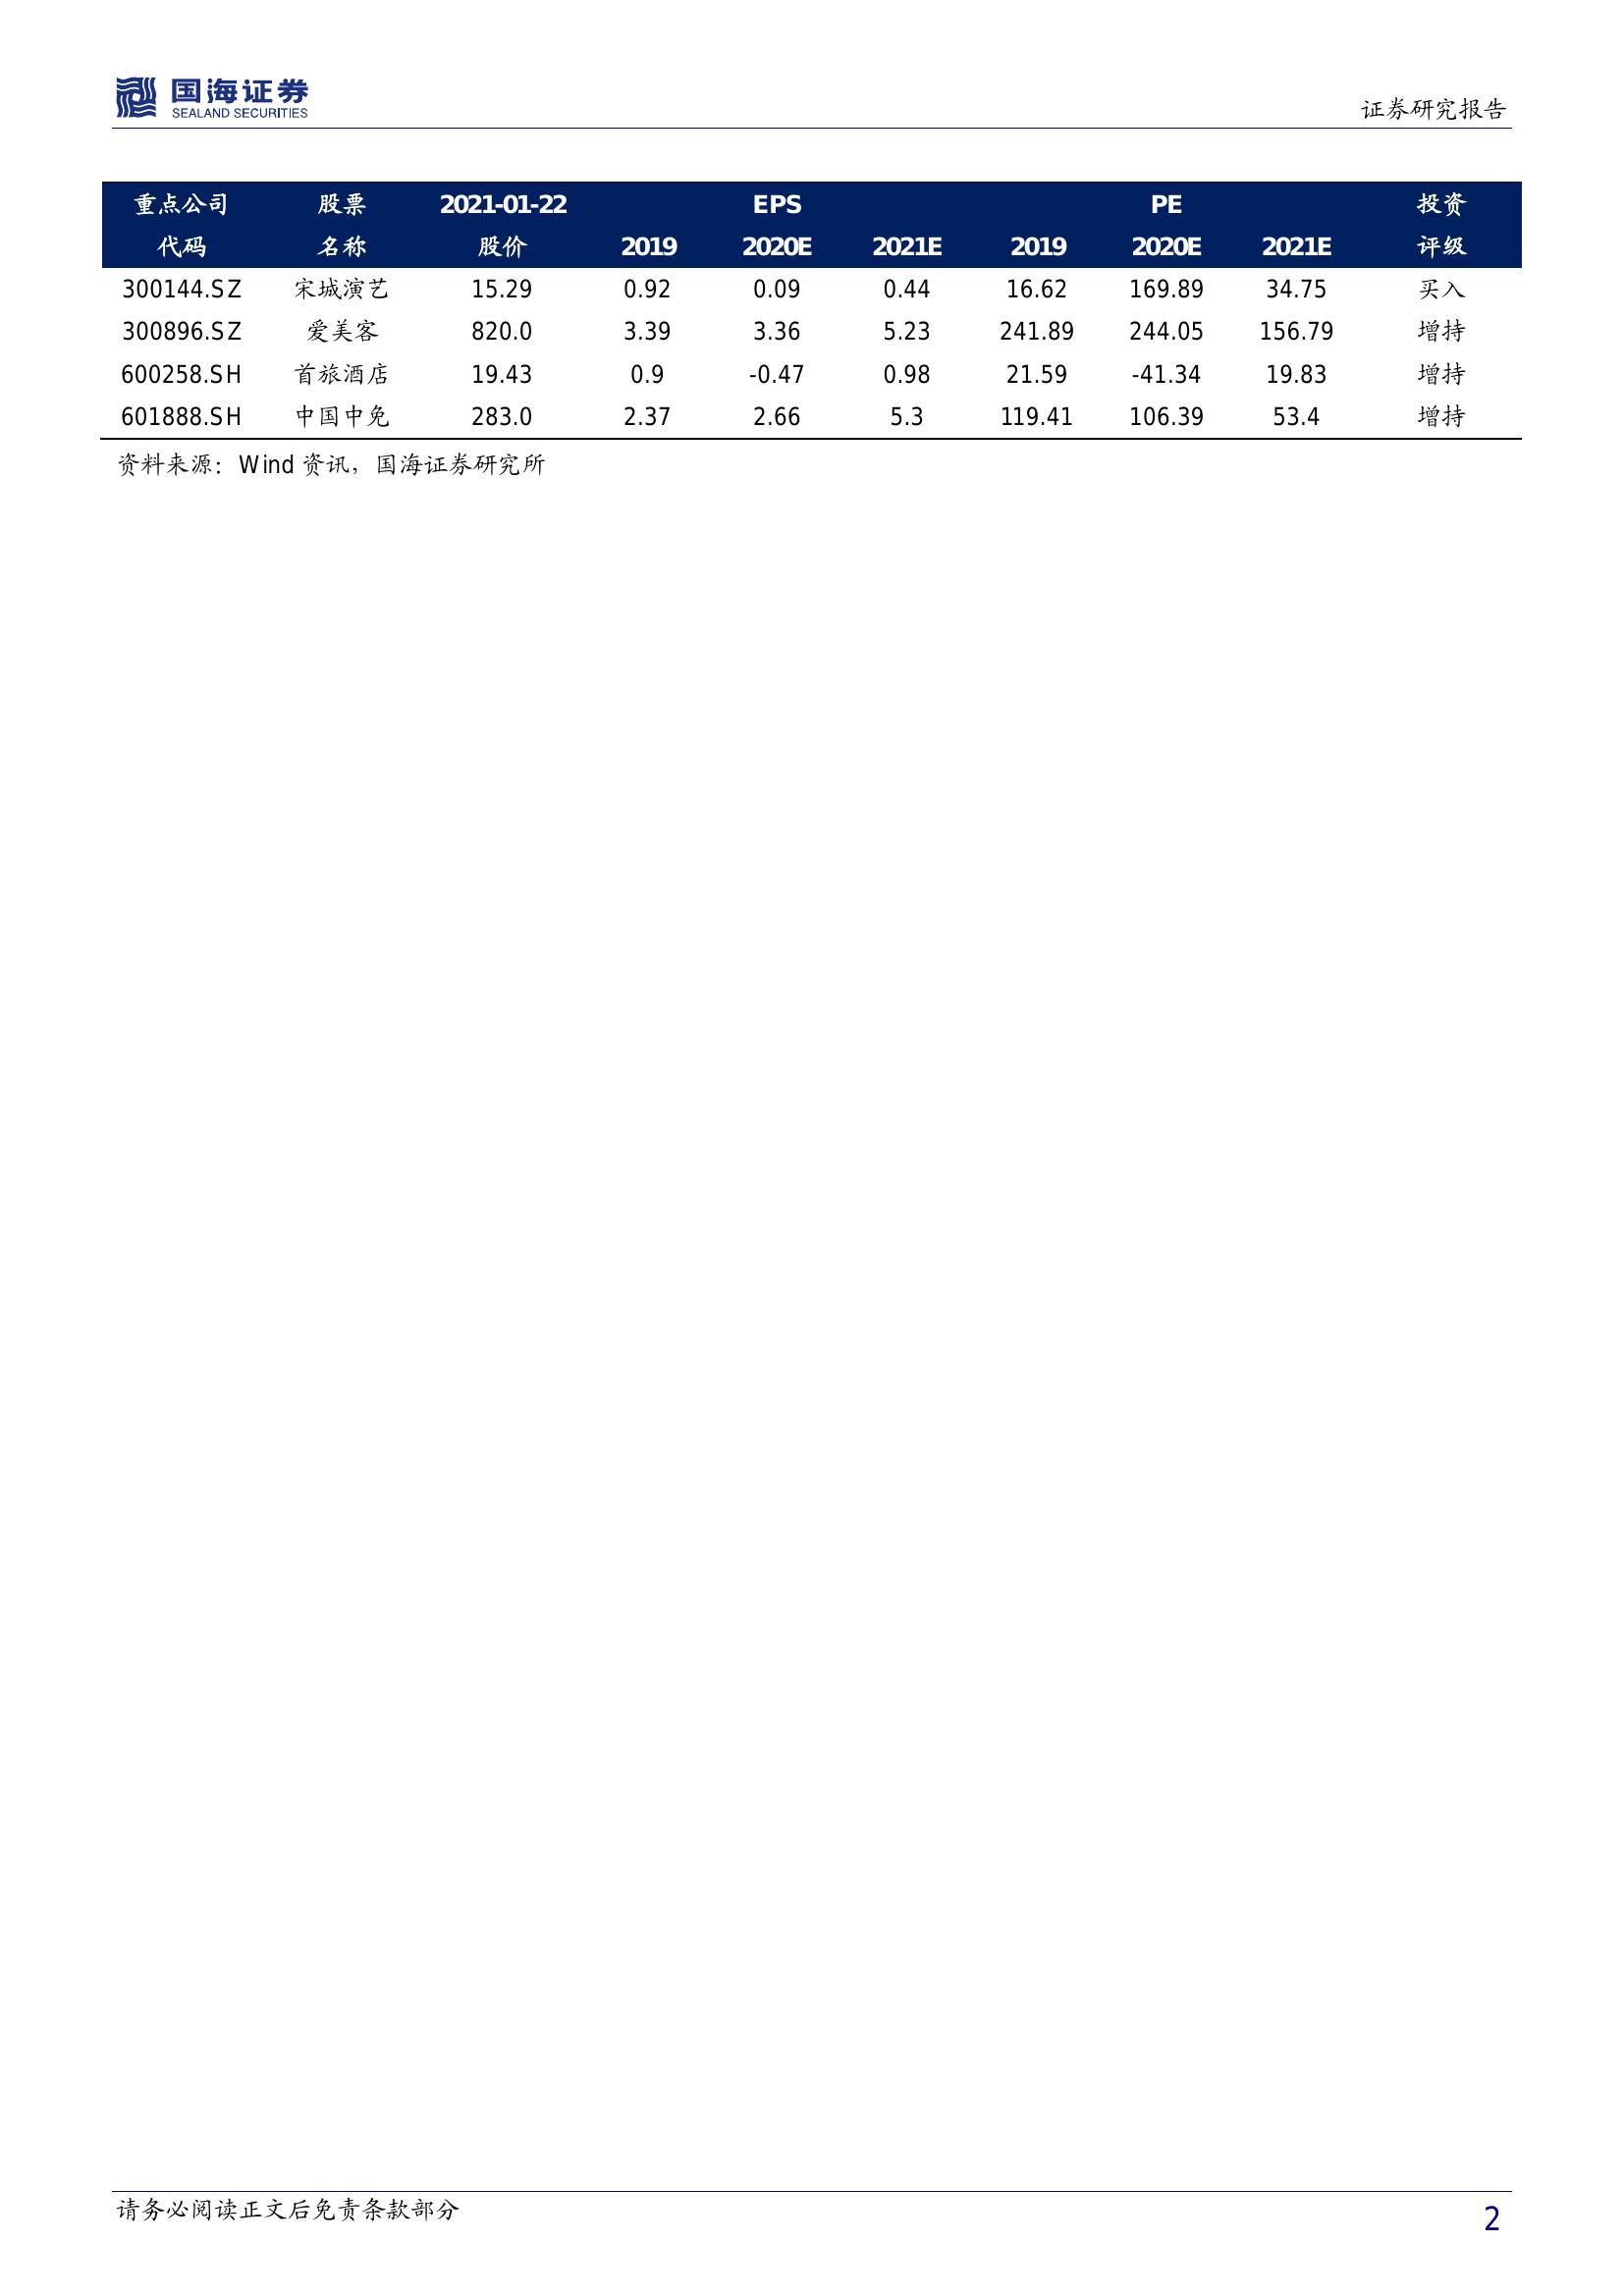 国海证券
SEALAND SECURITIES
证券研究报告
重点公司 股票 2021-01-22 EPS PE 投资
代码 名称 股价 2019 2020E 2021E 2019 2020E 2021E 评级
300144.SZ 宋城演艺 15.29 0.92 0.09 0.44 16.62 169.89 34.75 买入
300896.SZ 爱美客 820.0 3.39 3.36 5.23 241.89 244.05 156.79 增持
600258.SH 首旅酒店 19.43 0.9 -0.47 0.98 21.59 -41.34 19.83 增持
601888.SH 中国中免 283.0 2.37 2.66 5.3 119.41 106.39 53.4 增持
资料来源：Wind 资讯，国海证券研究所
请务必阅读正文后免责条款部分
2